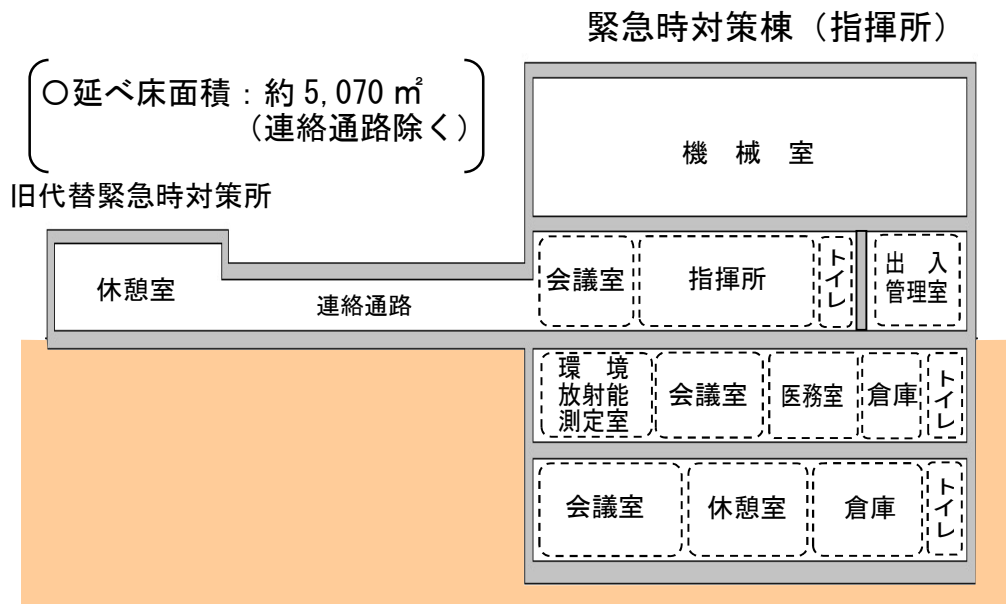 緊急時対策棟（指揮所）
○延べ床面積：約5,070㎡
（連絡通路除く）
旧代替緊急時対策所
機械室
休憩室
連絡通路
会議室
指揮所
トイレ
出入
管理室
環境
放射能
測定室
会議室
医務室
倉庫
トイレ
会議室
休憩室
倉庫
トイレ